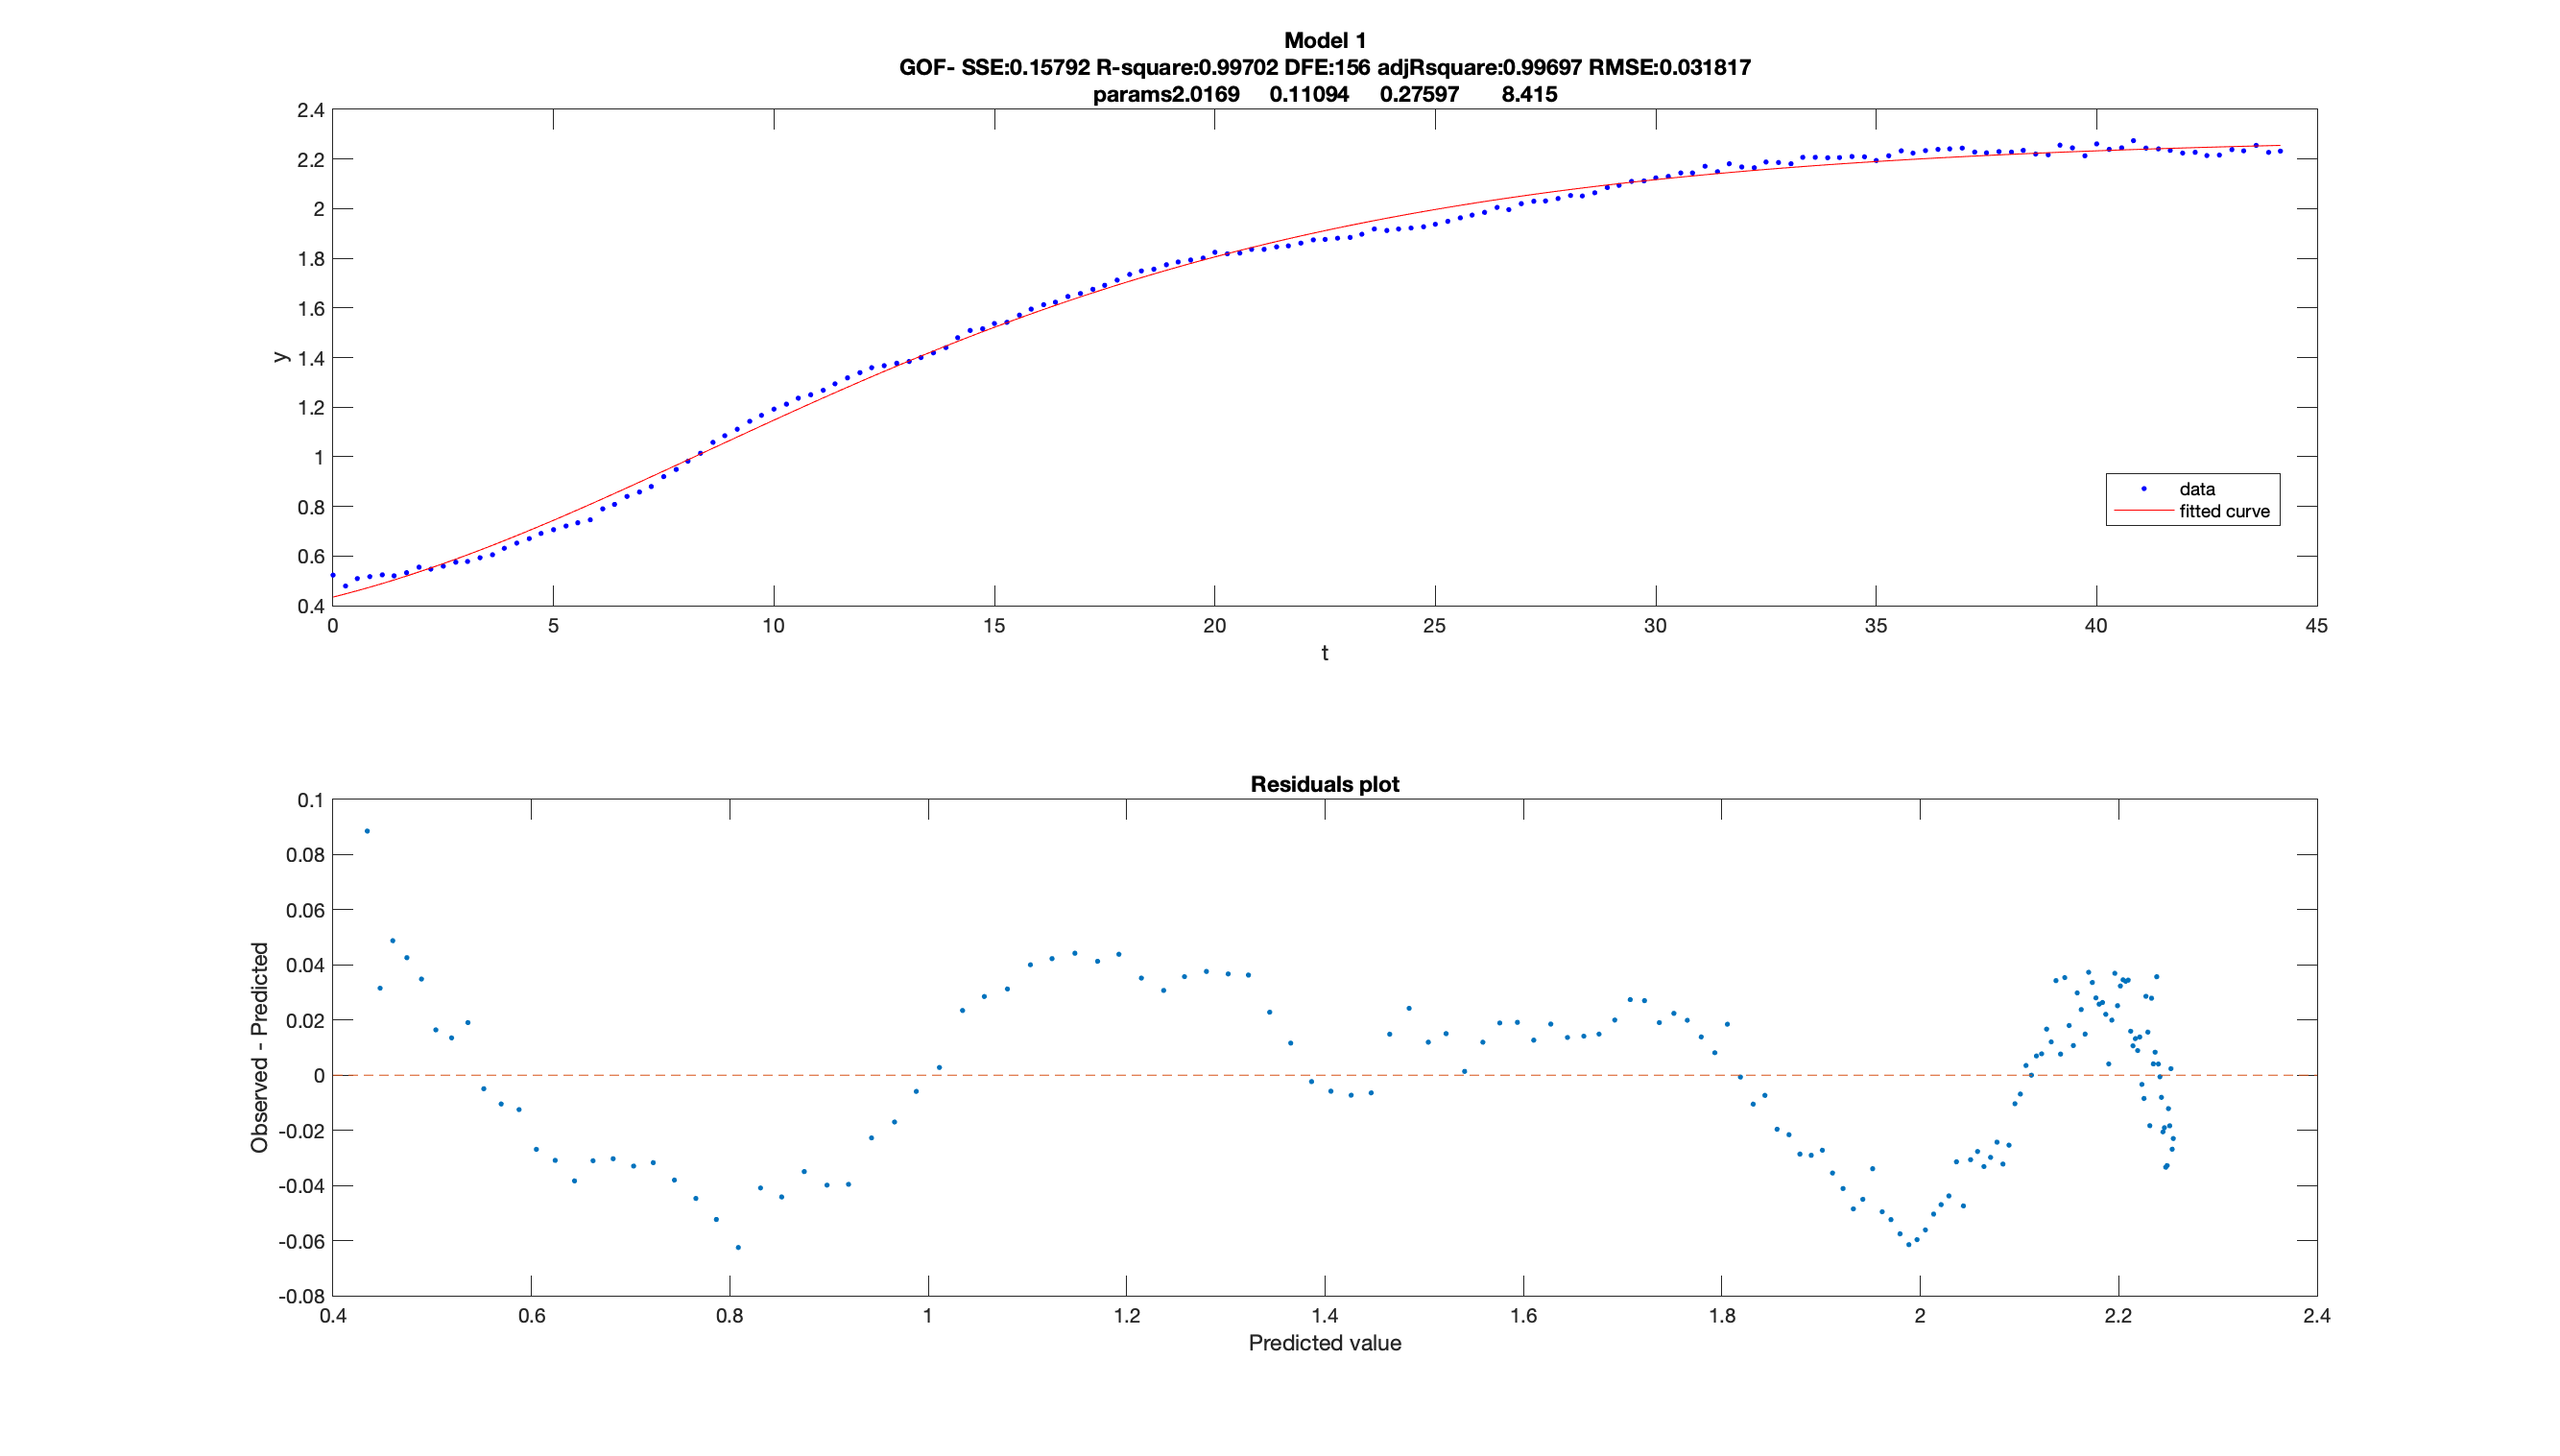 Model 1
GOF- SSE:0.15792 R-square:0.99702 DFE:156 adjRsquare:0.99697 RMSE:0.031817
params2.0169 0.11094 0.27597 8.415
2.4
2.2
2
1.8
1.6
1.4
1.2
1
0.8
0.6
0.4
y
0 5 10 15 20 25 30 35 40 45
t
data
fitted curve
Residuals plot
0.1
0.08
0.06
0.04
0.02
0
-0.02
-0.04
-0.06
-0.08
Observed - Predicted
0.4 0.6 0.8 1 1.2 1.4 1.6 1.8 2 2.2 2.4
Predicted value